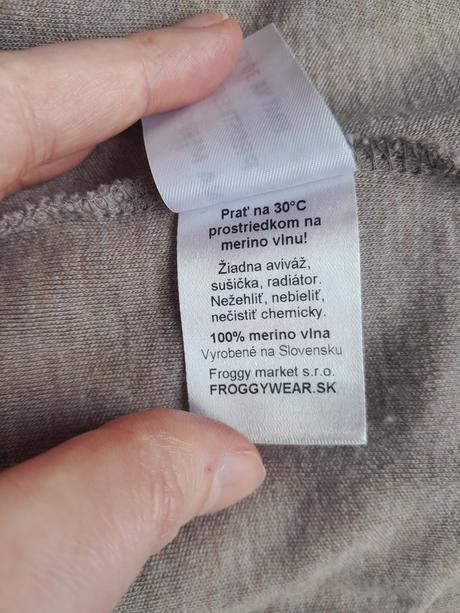 Prať na 30°C
prostriedkom na
merino vlnu!
Žiadna aviváž,
sušička, radiátor.
Nežehliť, nebieliť,
nečistiť chemicky.
100% merino vlna
Vyrobené na Slovensku
Froggy market s.r.o.
FROGGYWEAR.SK